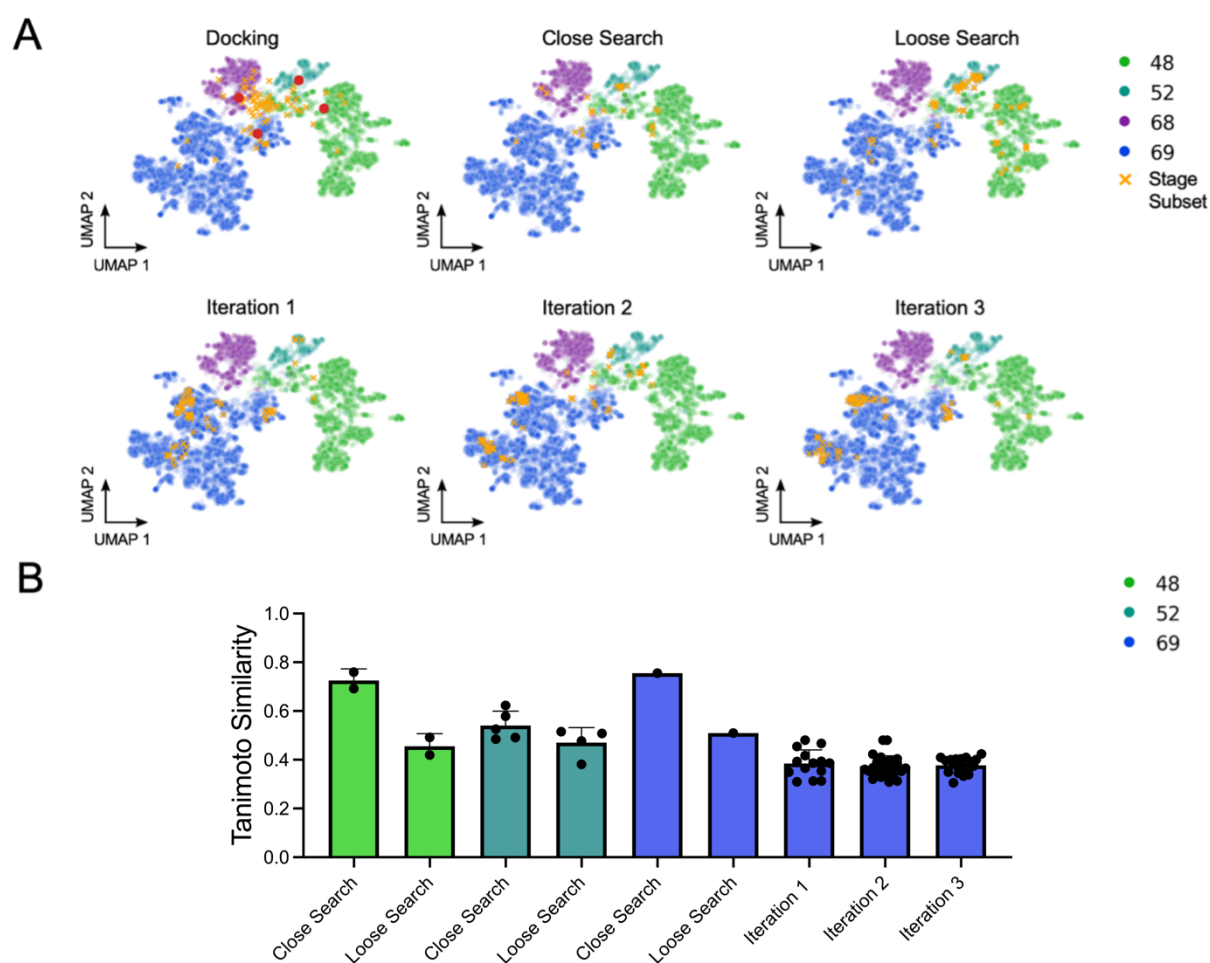 A
Docking
Close Search
Loose Search
48
52
68
69
Stage
Subset
UMAP 2
UMAP 1
UMAP 2
UMAP 1
UMAP 2
UMAP 1
Iteration 1
Iteration 2
Iteration 3
UMAP 2
UMAP 1
UMAP 2
UMAP 1
UMAP 2
UMAP 1
B
48
52
69
Tanimoto Similarity
1.0
0.8
0.6
0.4
0.2
0.0
Close Search
Loose Search
Close Search
Loose Search
Close Search
Loose Search
Iteration 1
Iteration 2
Iteration 3